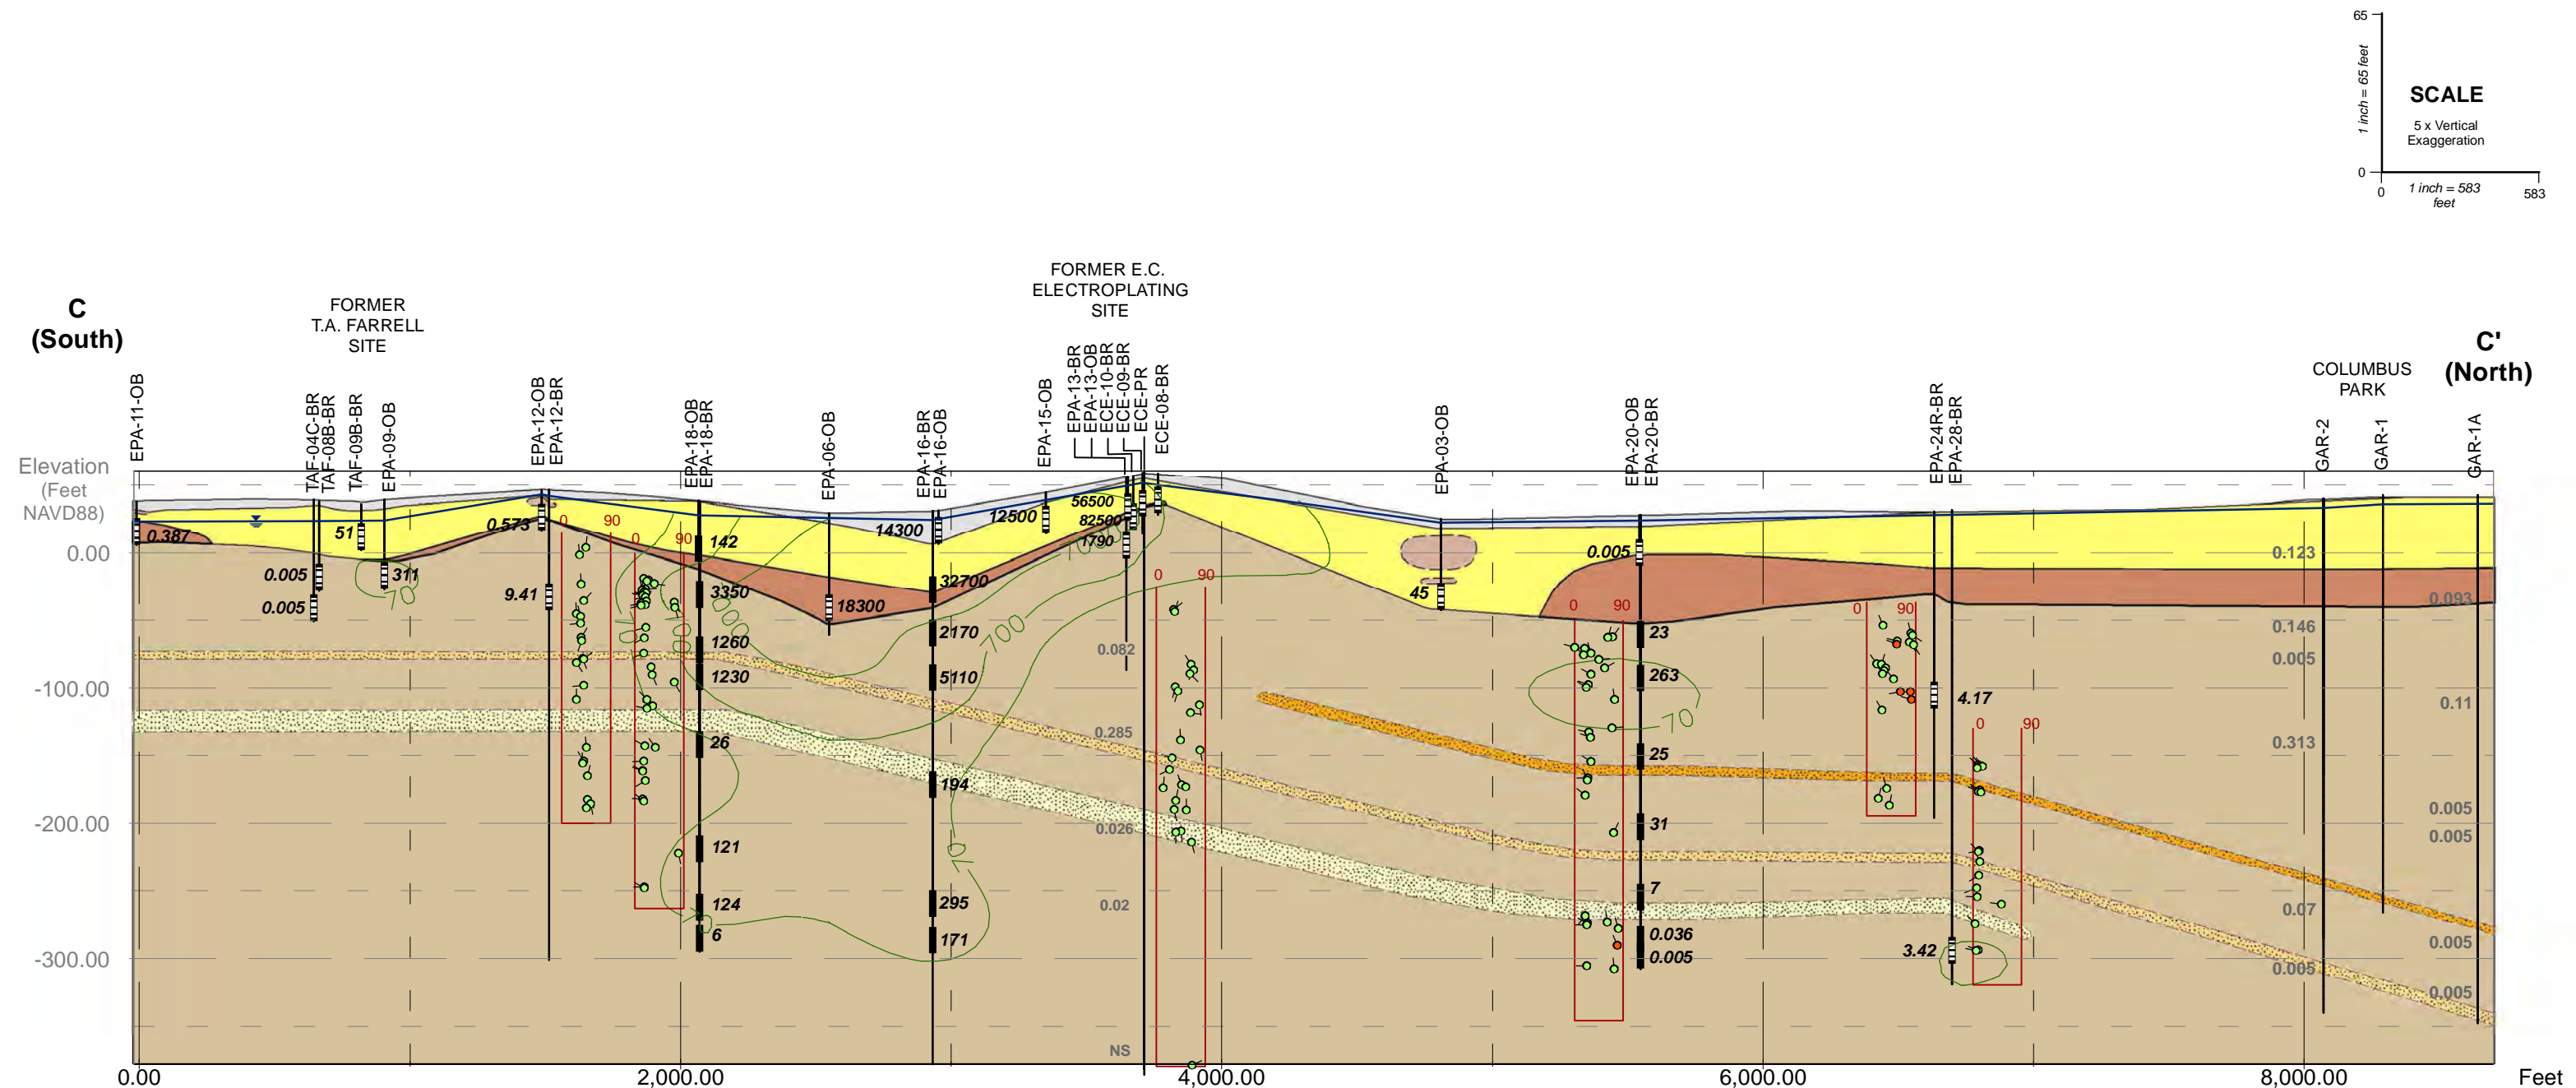 65
1 inch = 65 feet
SCALE
5 x Vertical
Exaggeration
0
0
1 inch = 583
feet
583
C
(South)
FORMER
T.A. FARRELL
SITE
FORMER E.C.
ELECTROPLATING
SITE
C'
(North)
COLUMBUS
PARK
EPA-11-OB
TAF-04C-BR
TAF-08B-BR
TAF-09B-BR
EPA-09-OB
EPA-12-OB
EPA-12-BR
EPA-18-OB
EPA-18-BR
EPA-06-OB
EPA-16-BR
EPA-16-OB
EPA-15-OB
EPA-13-BR
EPA-13-OB
ECE-10-BR
ECE-09-BR
ECE-PR
ECE-08-BR
EPA-03-OB
EPA-20-OB
EPA-20-BR
EPA-24R-BR
EPA-28-BR
GAR-2
GAR-1
GAR-1A
Elevation
(Feet
NAVD88)
0.00
-100.00
-200.00
-300.00
0.387
0.005
0.005
51
311
70
0.573
9.41
0 90
0 90
142
3350
1260
1230
26
121
124
6
18300
14300
32700
2170
5110
194
295
171
700
70
12500
56500
82500
1790
0.082
0.285
0.026
0.02
NS
0 90
45
0.005
0 90
23
263
70
25
31
7
0.036
0.005
0 90
4.17
0 90
3.42
0.123
0.146
0.005
0.313
0.07
0.005
0.093
0.11
0.005
0.005
0.005
0.005
0.00 2,000.00 4,000.00 6,000.00 8,000.00 Feet